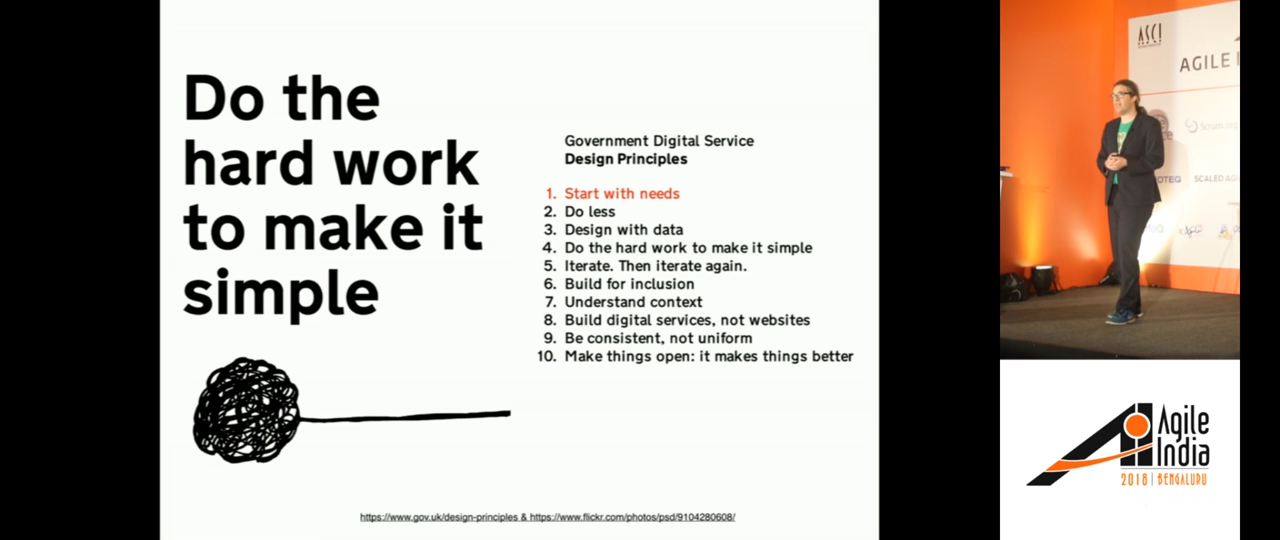 Do the
hard work
to make it
simple
Government Digital Service
Design Principles
1. Start with needs
2. Do less
3. Design with data
4. Do the hard work to make it simple
5. Iterate. Then iterate again.
6. Build for inclusion
7. Understand context
8. Build digital services, not websites
9. Be consistent, not uniform
10. Make things open: it makes things better
https://www.gov.uk/design-principles & https://www.flickr.com/photos/psd/9104280608/
ASCI
AGILE
Scrum.org
SCALED AG
Agile
India
2018 | BENGALURU